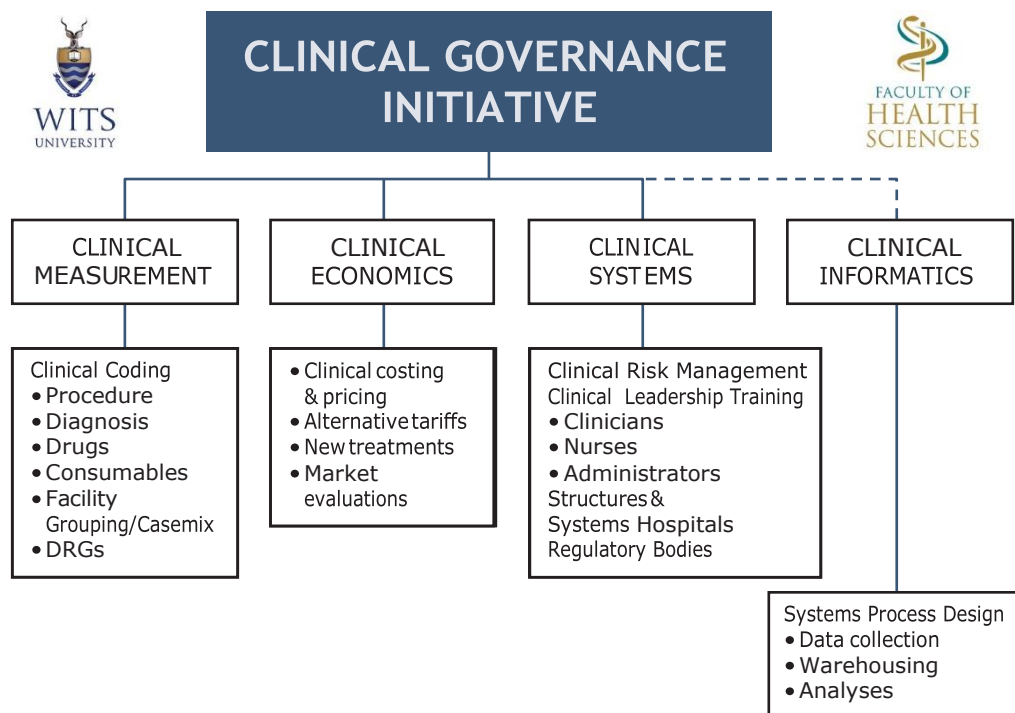 WITS
UNIVERSITY
CLINICAL GOVERNANCE
INITIATIVE
FACULTY OF
HEALTH
SCIENCES
CLINICAL
MEASUREMENT
CLINICAL
ECONOMICS
CLINICAL
SYSTEMS
CLINICAL
INFORMATICS
Clinical Coding
• Procedure
• Diagnosis
• Drugs
• Consumables
• Facility
Grouping/Casemix
• DRGs
• Clinical costing
& pricing
• Alternative tariffs
• New treatments
• Market
evaluations
Clinical Risk Management
Clinical Leadership Training
• Clinicians
• Nurses
• Administrators
Structures &
Systems Hospitals
Regulatory Bodies
Systems Process Design
• Data collection
• Warehousing
• Analyses